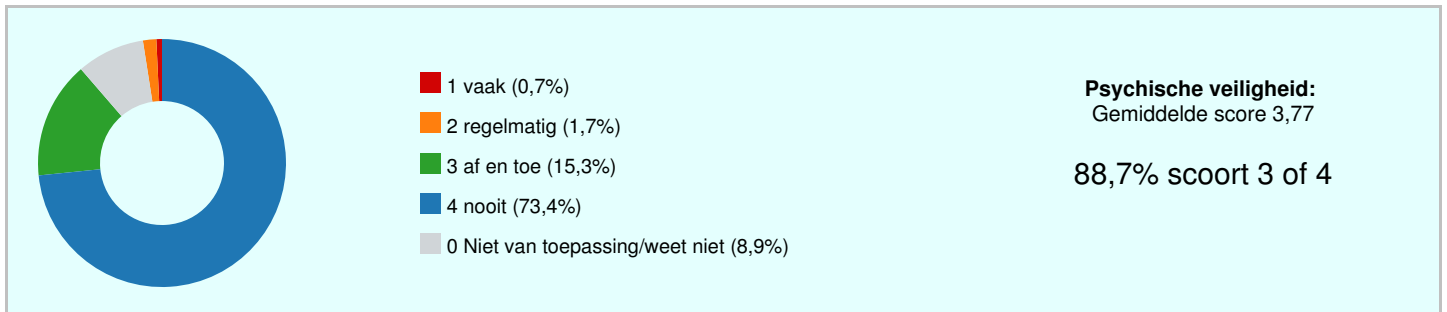 1 vaak (0,7%)
2 regelmatig (1,7%)
3 af en toe (15,3%)
4 nooit (73,4%)
0 Niet van toepassing/weet niet (8,9%)
Psychische veiligheid:
Gemiddelde score 3,77
88,7% scoort 3 of 4